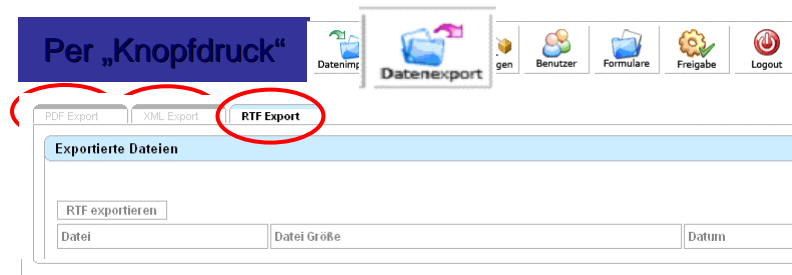 Per „Knopfdruck“
Datenimp
Datenexport
gen
Benutzer
Formulare
Freigabe
Logout
PDF Export
XML Export
RTF Export
Exportierte Dateien
RTF exportieren
Datei
Datei Größe
Datum